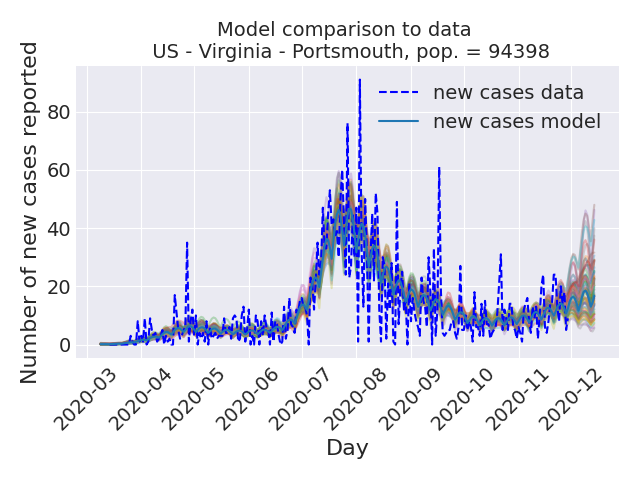 Model comparison to data
US - Virginia - Portsmouth, pop. = 94398
Number of new cases reported
80
60
40
20
0
new cases data
new cases model
2020-03
2020-04
2020-05
2020-06
2020-07
2020-08
2020-09
2020-10
2020-11
2020-12
Day